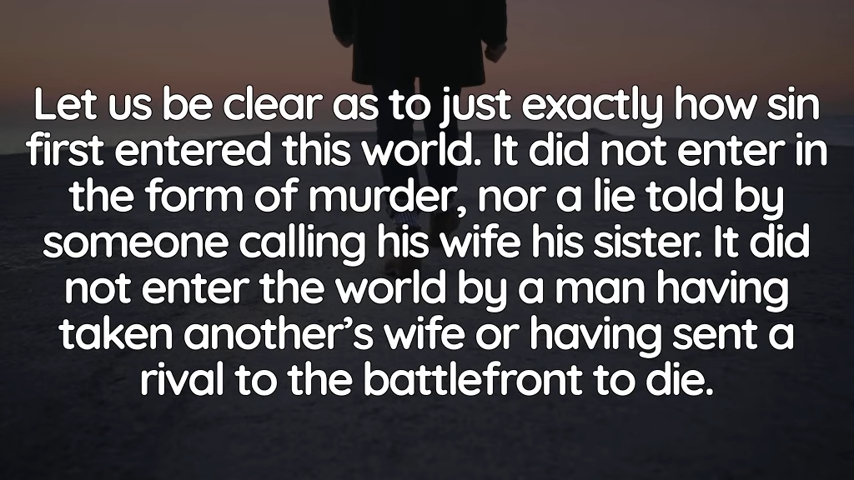 Let us be clear as to just exactly how sin
first entered this world. It did not enter in
the form of murder, nor a lie told by
someone calling his wife his sister. It did
not enter the world by a man having
taken another’s wife or having sent a
rival to the battlefront to die.